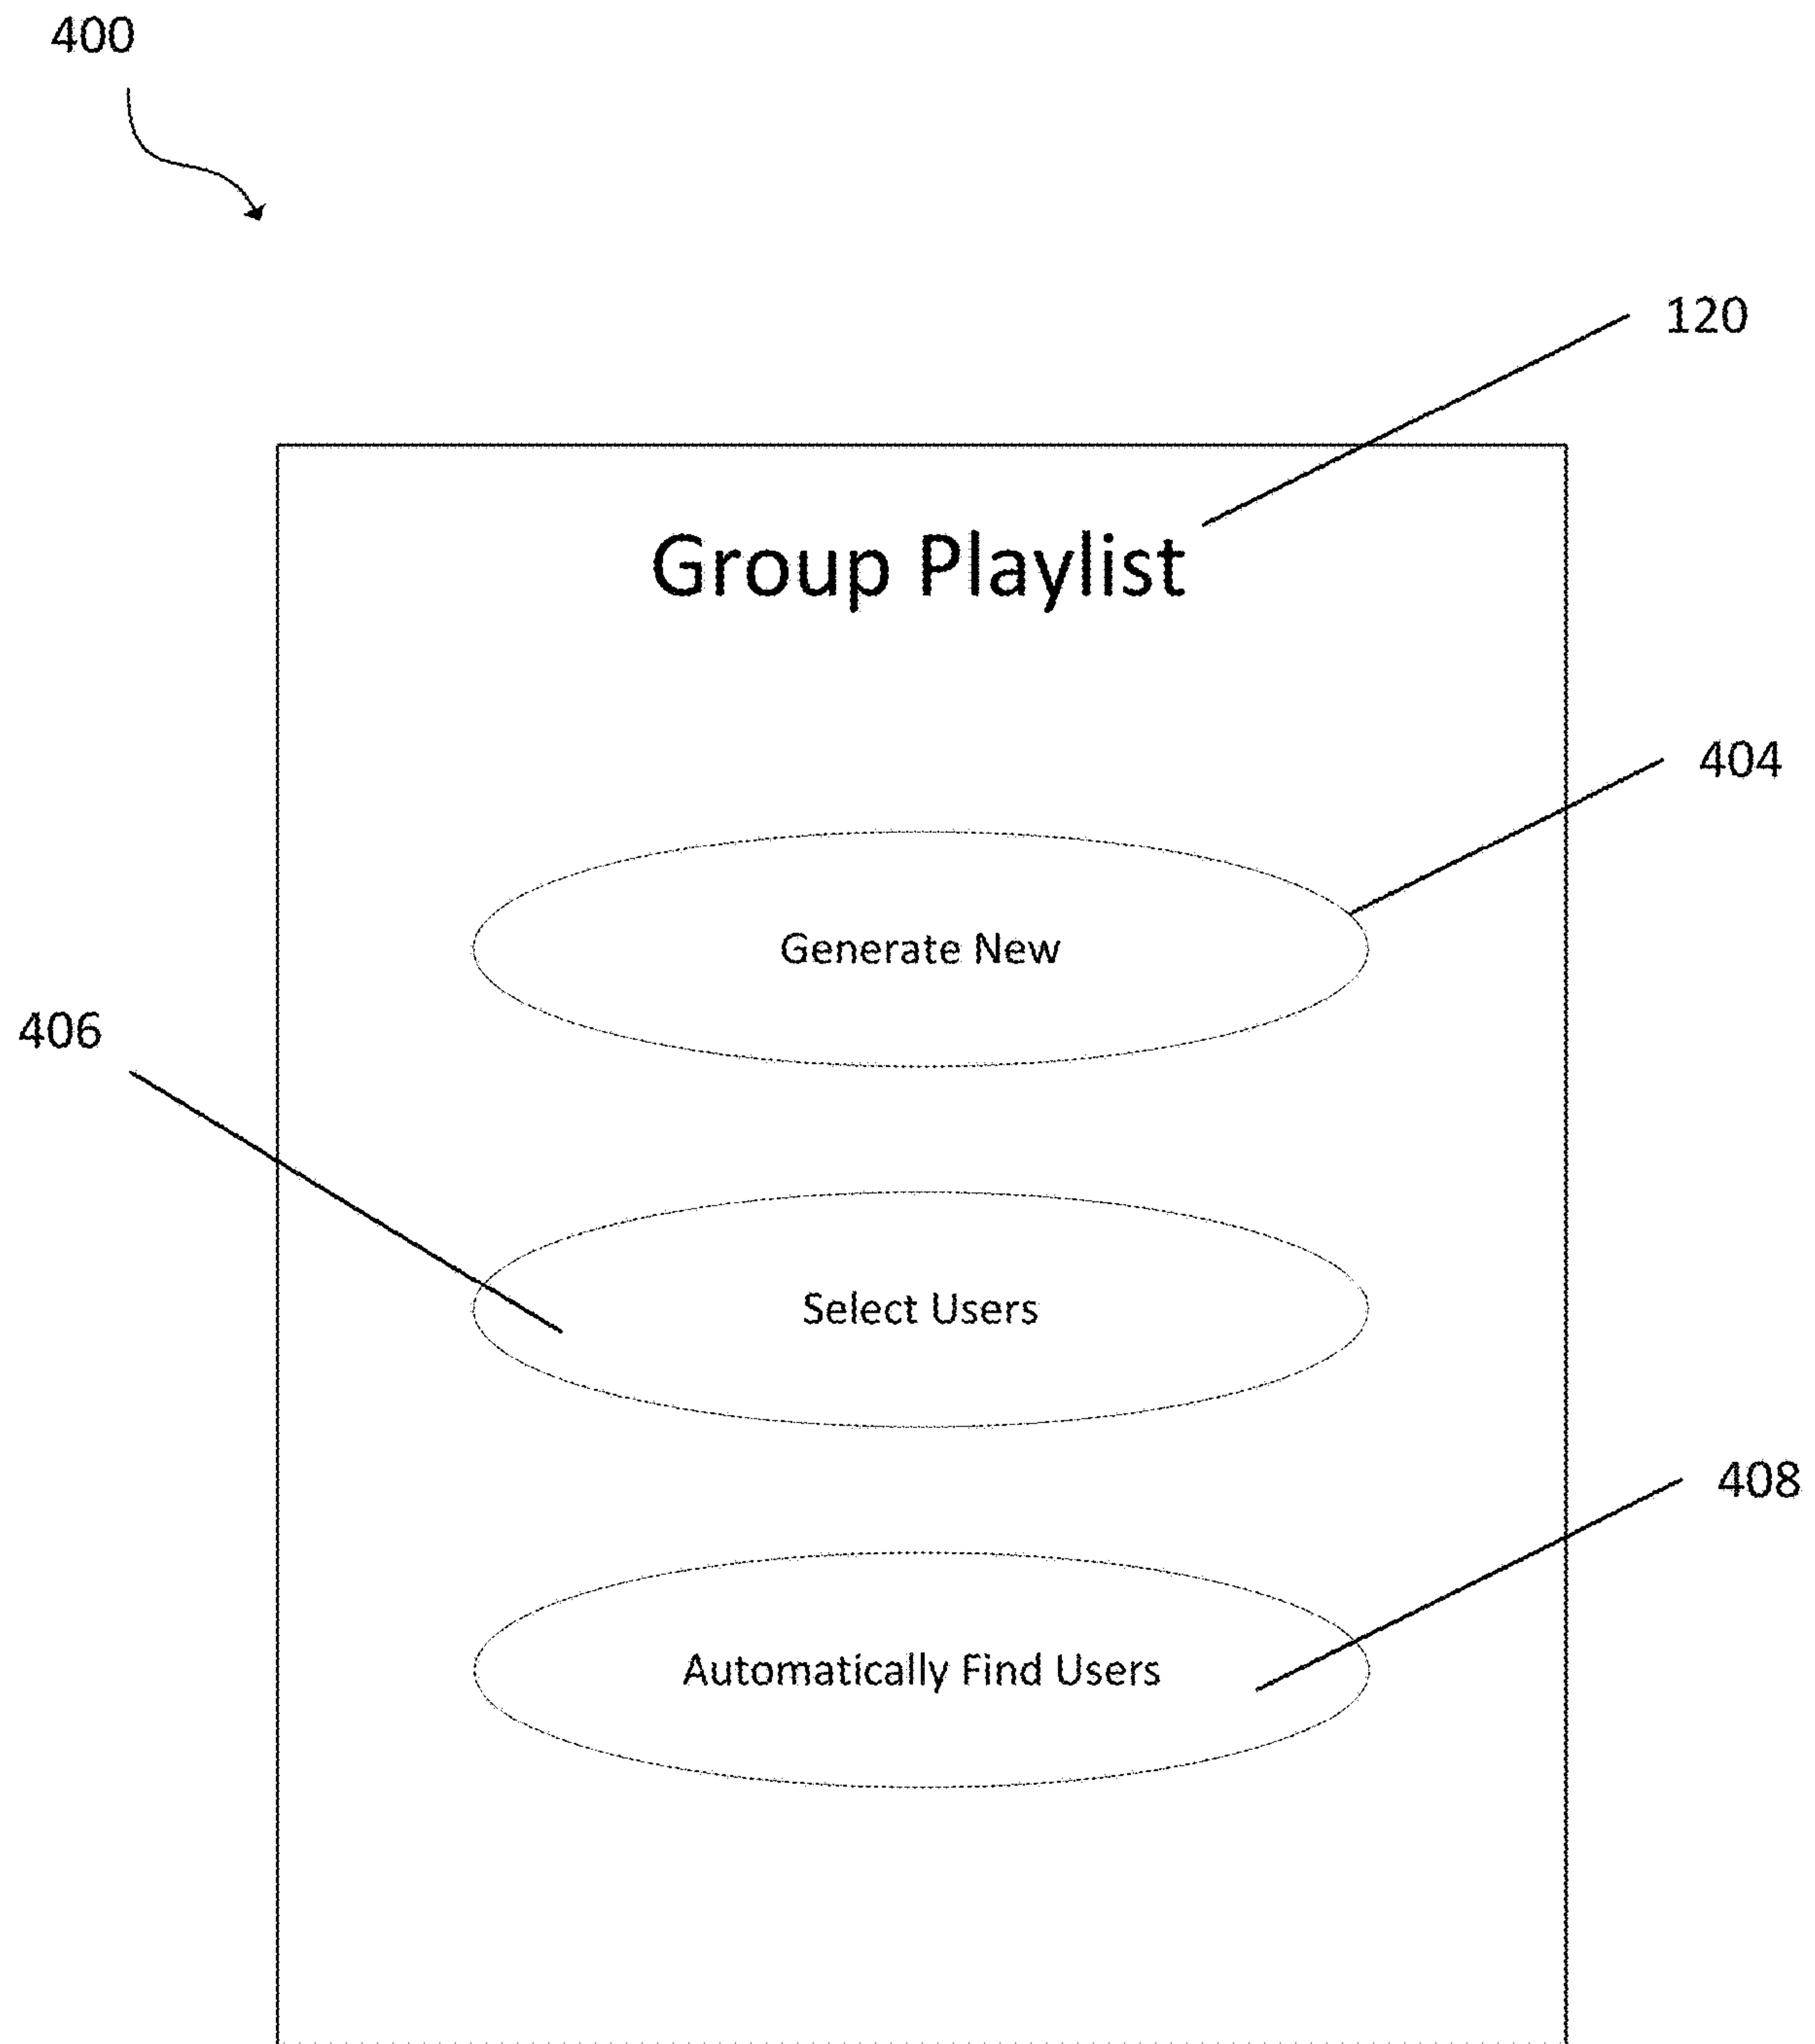 400
120
Group Playlist
404
Generate New
406
Select Users
408
Automatically Find Users